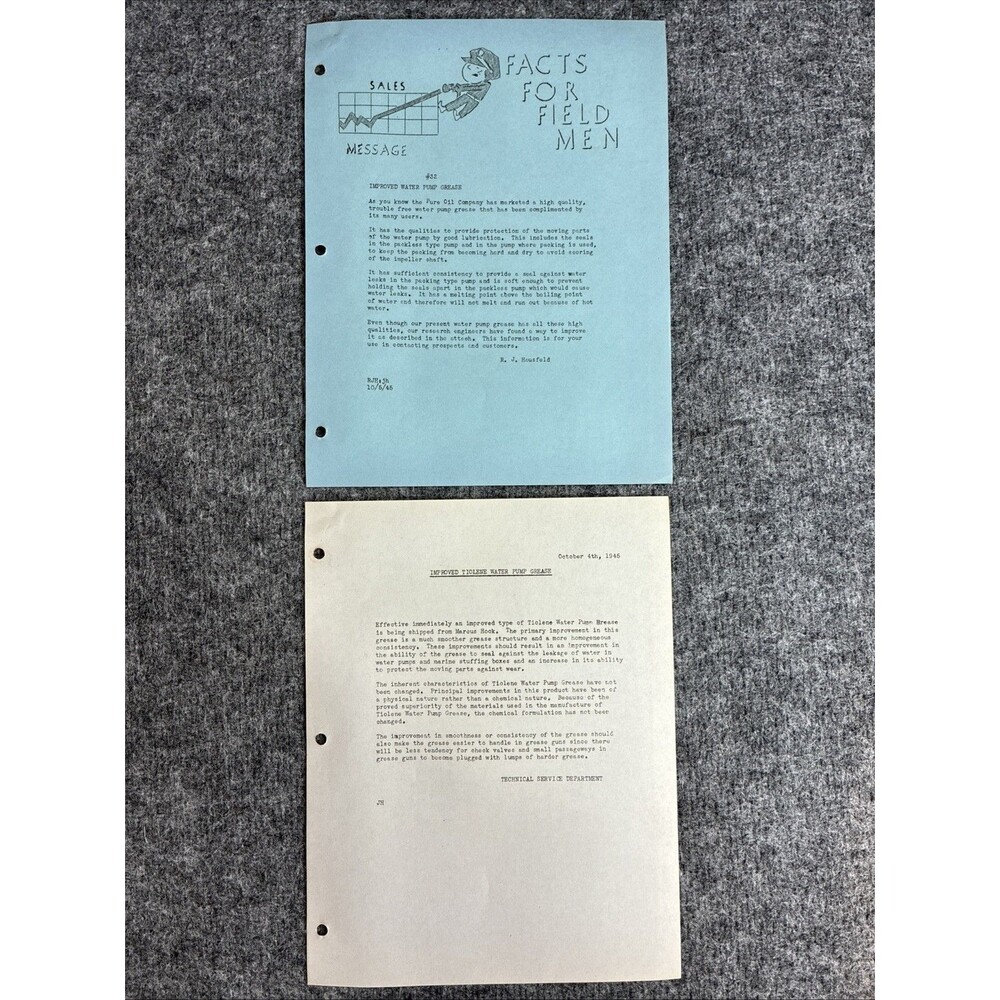 SALES
MESSAGE
FACTS
FOR
FIELD
MEN
IMPROVED WATER PUMP GREASE
As you know the Pure Oil Company has marketed a high quality,
trouble free water pump grease that has been complimented by
its many users.
It has the qualities to provide protection of the moving parts
of the water pump by good lubrication. This includes the seals
in the packless type pump and in the pump where packing is used,
to keep the packing from becoming hard and dry to avoid scoring
of the impeller shaft.
It has sufficient consistency to provide a seal against water
leaks in the packing type pump and is soft enough to prevent
holding the seals apart in the packless pump which would cause
water leaks. It has a melting point above the boiling point
of water and therefore will not melt and run out because of hot
water.
Even though our present water pump grease has all these high
qualities, our research engineers have found a way to improve
it as described in the attach. This information is for your
use in contacting prospects and customers.
R. J. Housfeld
RJH:jh
October 4th, 1945
IMPROVED TIOLENE WATER PUMP GREASE
Effective immediately an improved type of Tiolene Water Pump Grease
is being shipped from Marcus Hook. The primary improvement in this
grease is a much smoother grease structure and a more homogeneous
consistency. These improvements should result in an improvement in
the ability of the grease to seal against the leakage of water in
water pumps and marine stuffing boxes and an increase in its ability
to protect the moving parts against wear.
The inherent characteristics of Tiolene Water Pump Grease have not
been changed. Principal improvements in this product have been of
a physical nature rather than a chemical nature. Because of the
proved superiority of the materials used in the manufacture of
Tiolene Water Pump Grease, the chemical formulation has not been
changed.
The improvement in smoothness or consistency of the grease should
also make the grease easier to handle in grease guns since there
will be less tendency for check valves and small passageways in
grease guns to become plugged with lumps of harder grease.
TECHNICAL SERVICE DEPARTMENT
JH